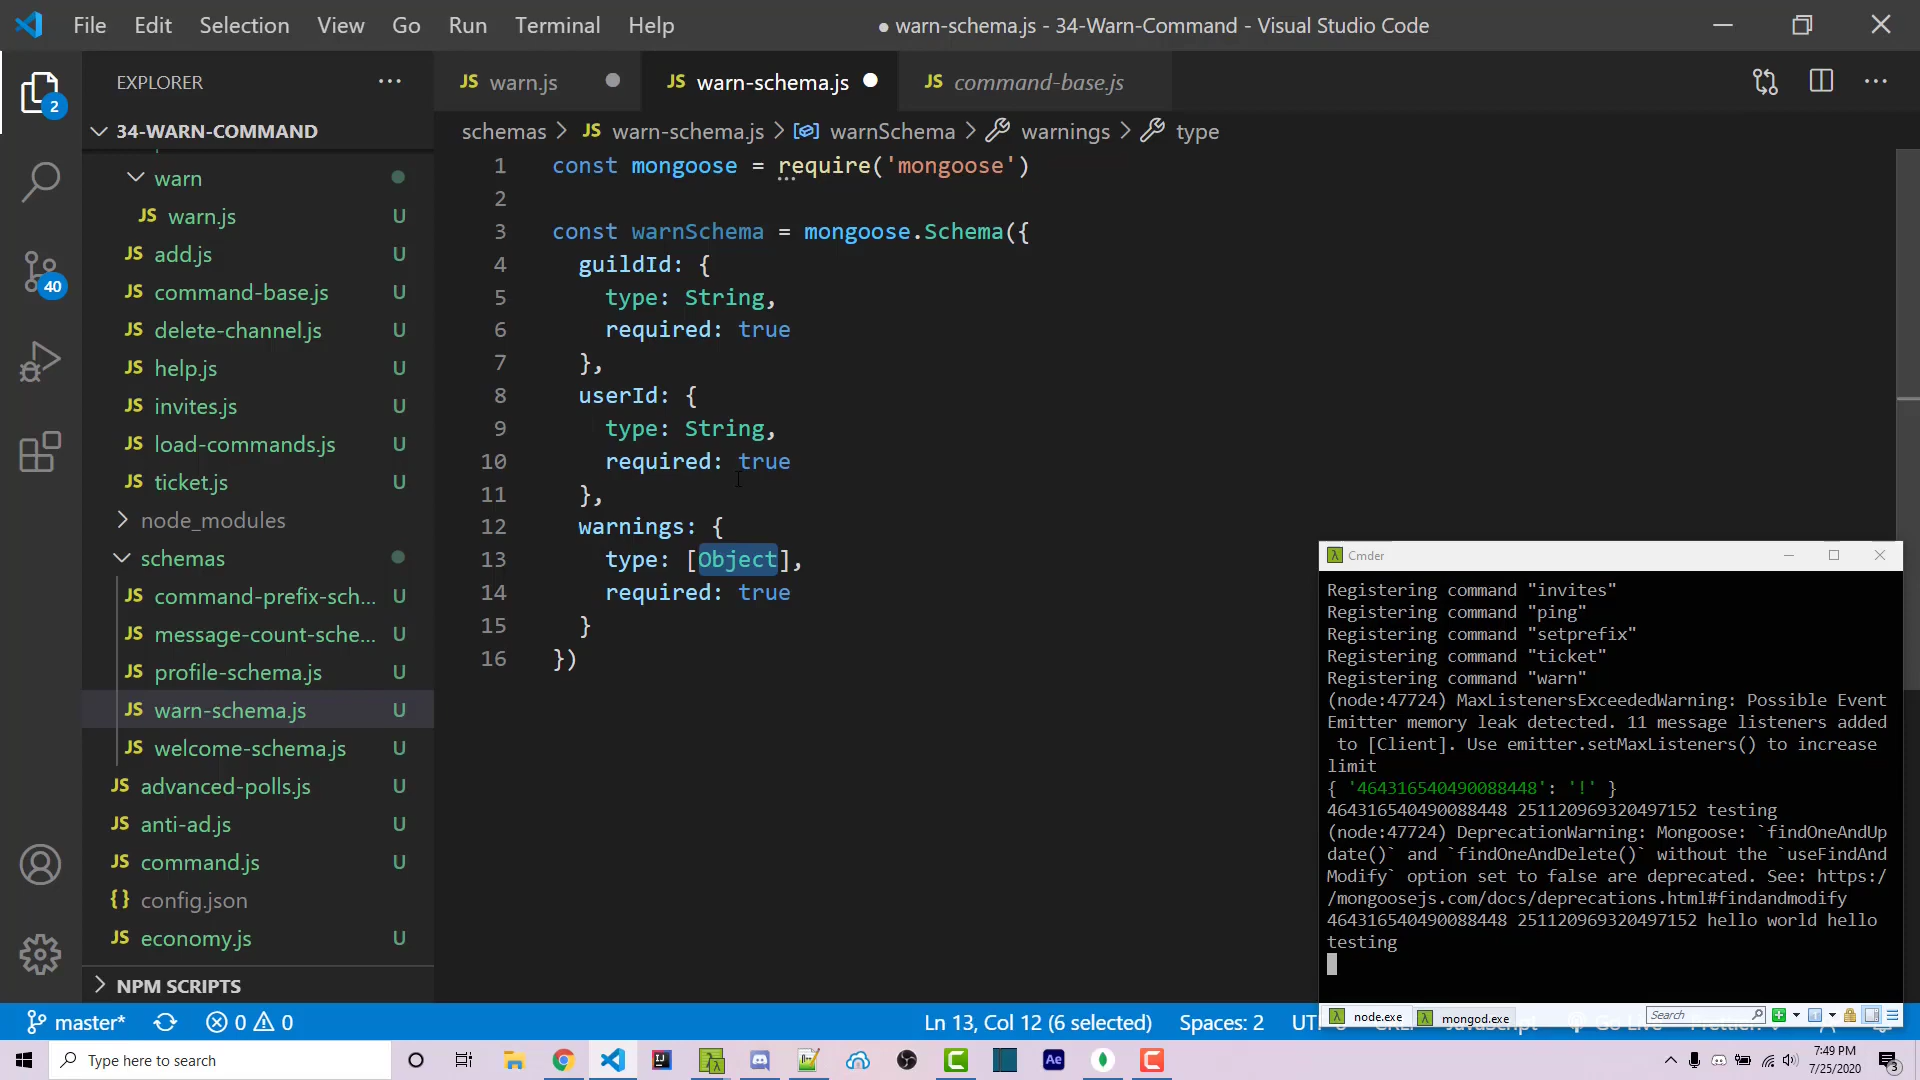 File Edit Selection View Go Run Terminal Help
● warn-schema.js - 34-Warn-Command - Visual Studio Code
EXPLORER
JS warn.js
JS warn-schema.js
JS command-base.js
34-WARN-COMMAND
schemas > JS warn-schema.js > warnSchema > warnings > type
warn
JS warn.js U
JS add.js U
JS command-base.js U
JS delete-channel.js U
JS help.js U
JS invites.js U
JS load-commands.js U
JS ticket.js U
node_modules
schemas
JS command-prefix-sch... U
JS message-count-sche... U
JS profile-schema.js U
JS warn-schema.js U
JS welcome-schema.js U
JS advanced-polls.js U
JS anti-ad.js U
JS command.js U
{} config.json
JS economy.js U
NPM SCRIPTS
2
40
1 const mongoose = require('mongoose')
2
3 const warnSchema = mongoose.Schema({
4 guildId: {
5 type: String,
6 required: true
7 },
8 userId: {
9 type: String,
10 required: true
11 },
12 warnings: {
13 type: [Object],
14 required: true
15 }
16 })
Cmder
Registering command "invites"
Registering command "ping"
Registering command "setprefix"
Registering command "ticket"
Registering command "warn"
(node:47724) MaxListenersExceededWarning: Possible Event
Emitter memory leak detected. 11 message listeners added
to [Client]. Use emitter.setMaxListeners() to increase
limit
{ '464316540490088448': '!' }
464316540490088448 251120969320497152 testing
(node:47724) DeprecationWarning: Mongoose: `findOneAndUp
date()` and `findOneAndDelete()` without the `useFindAnd
Modify` option set to false are deprecated. See: https:/
/mongoosejs.com/docs/deprecations.html#findandmodify
464316540490088448 251120969320497152 hello world hello
testing
node.exe
mongod.exe
Search
master*
0 0
Ln 13, Col 12 (6 selected)
Spaces: 2
Type here to search
IJ
Ae
7:49 PM
7/25/2020
3